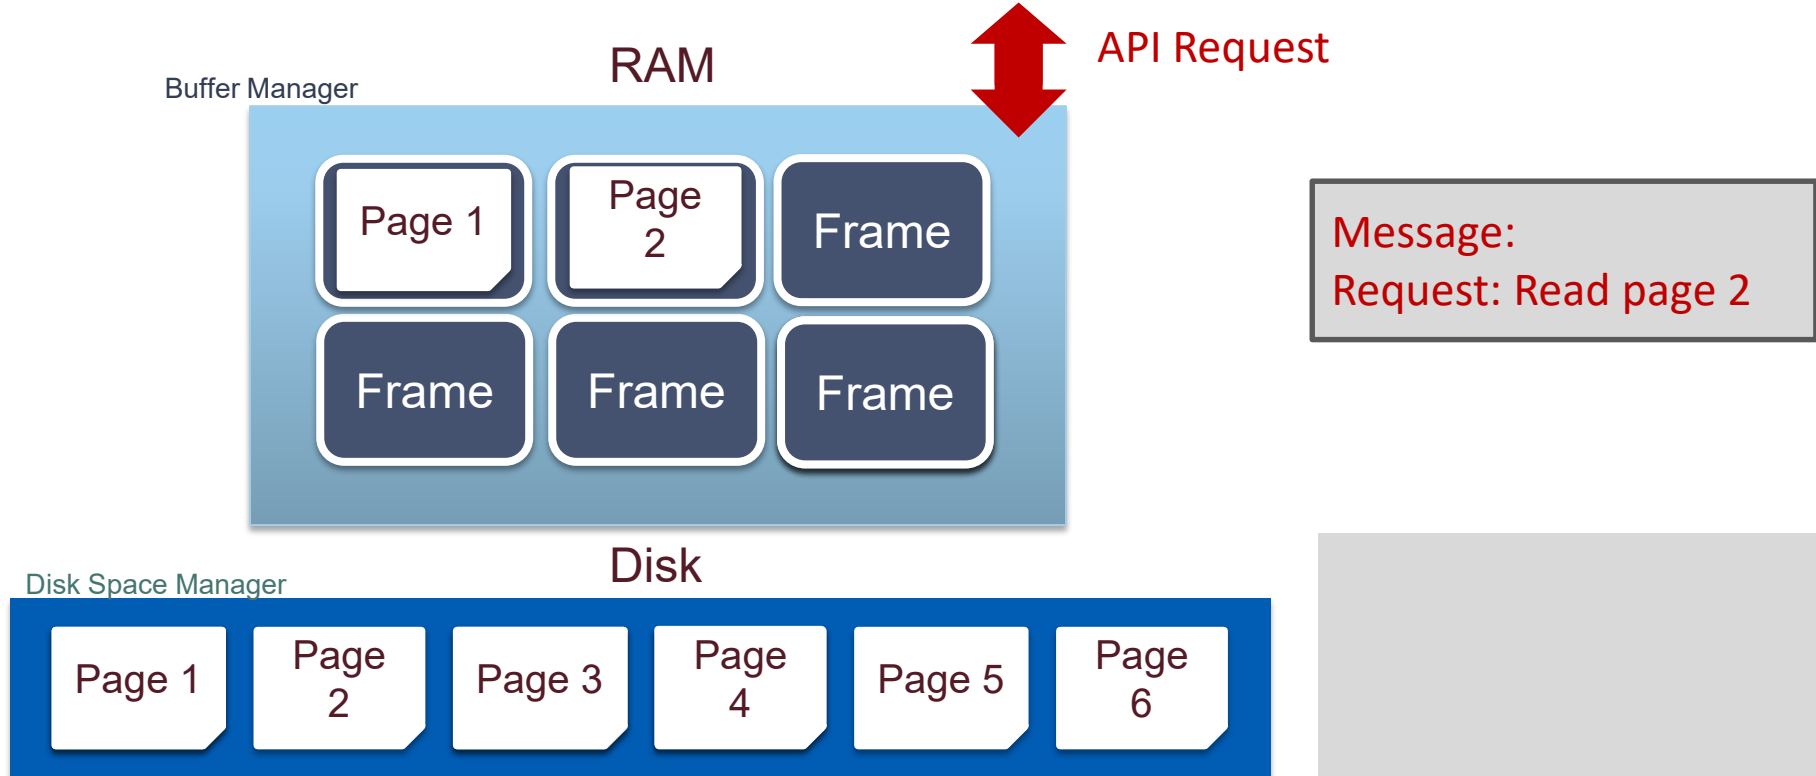 API Request
RAM
Buffer Manager
Page 1
Page
2
Frame
Message:
Request: Read page 2
Frame
Frame
Frame
Disk
Disk Space Manager
Page 1
Page
2
Page 3
Page
4
Page 5
Page
6